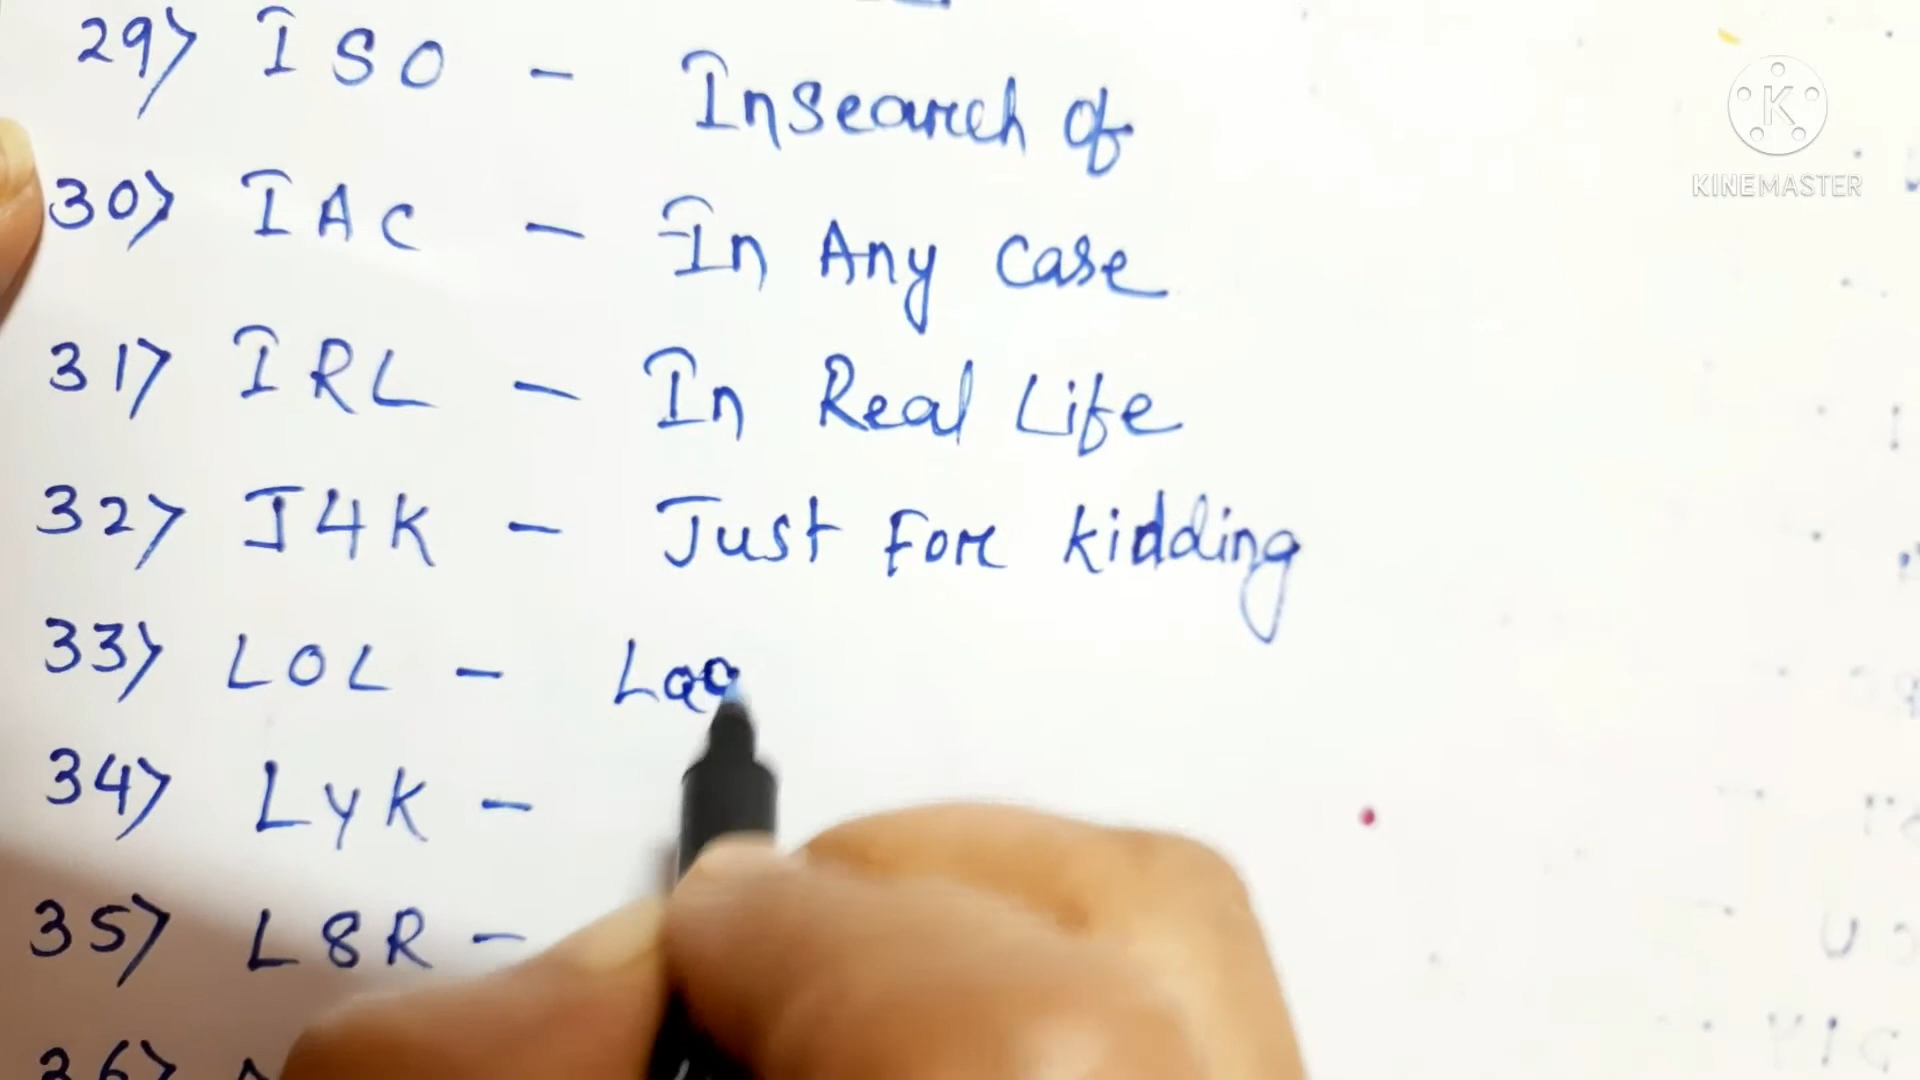 29> ISO - Insearch of
30> IAC - In Any Case
31> IRL - In Real Life
32> J4K - Just For kidding
33> LOL -
34> LYK -
35> L8R -
36>
KINEMASTER